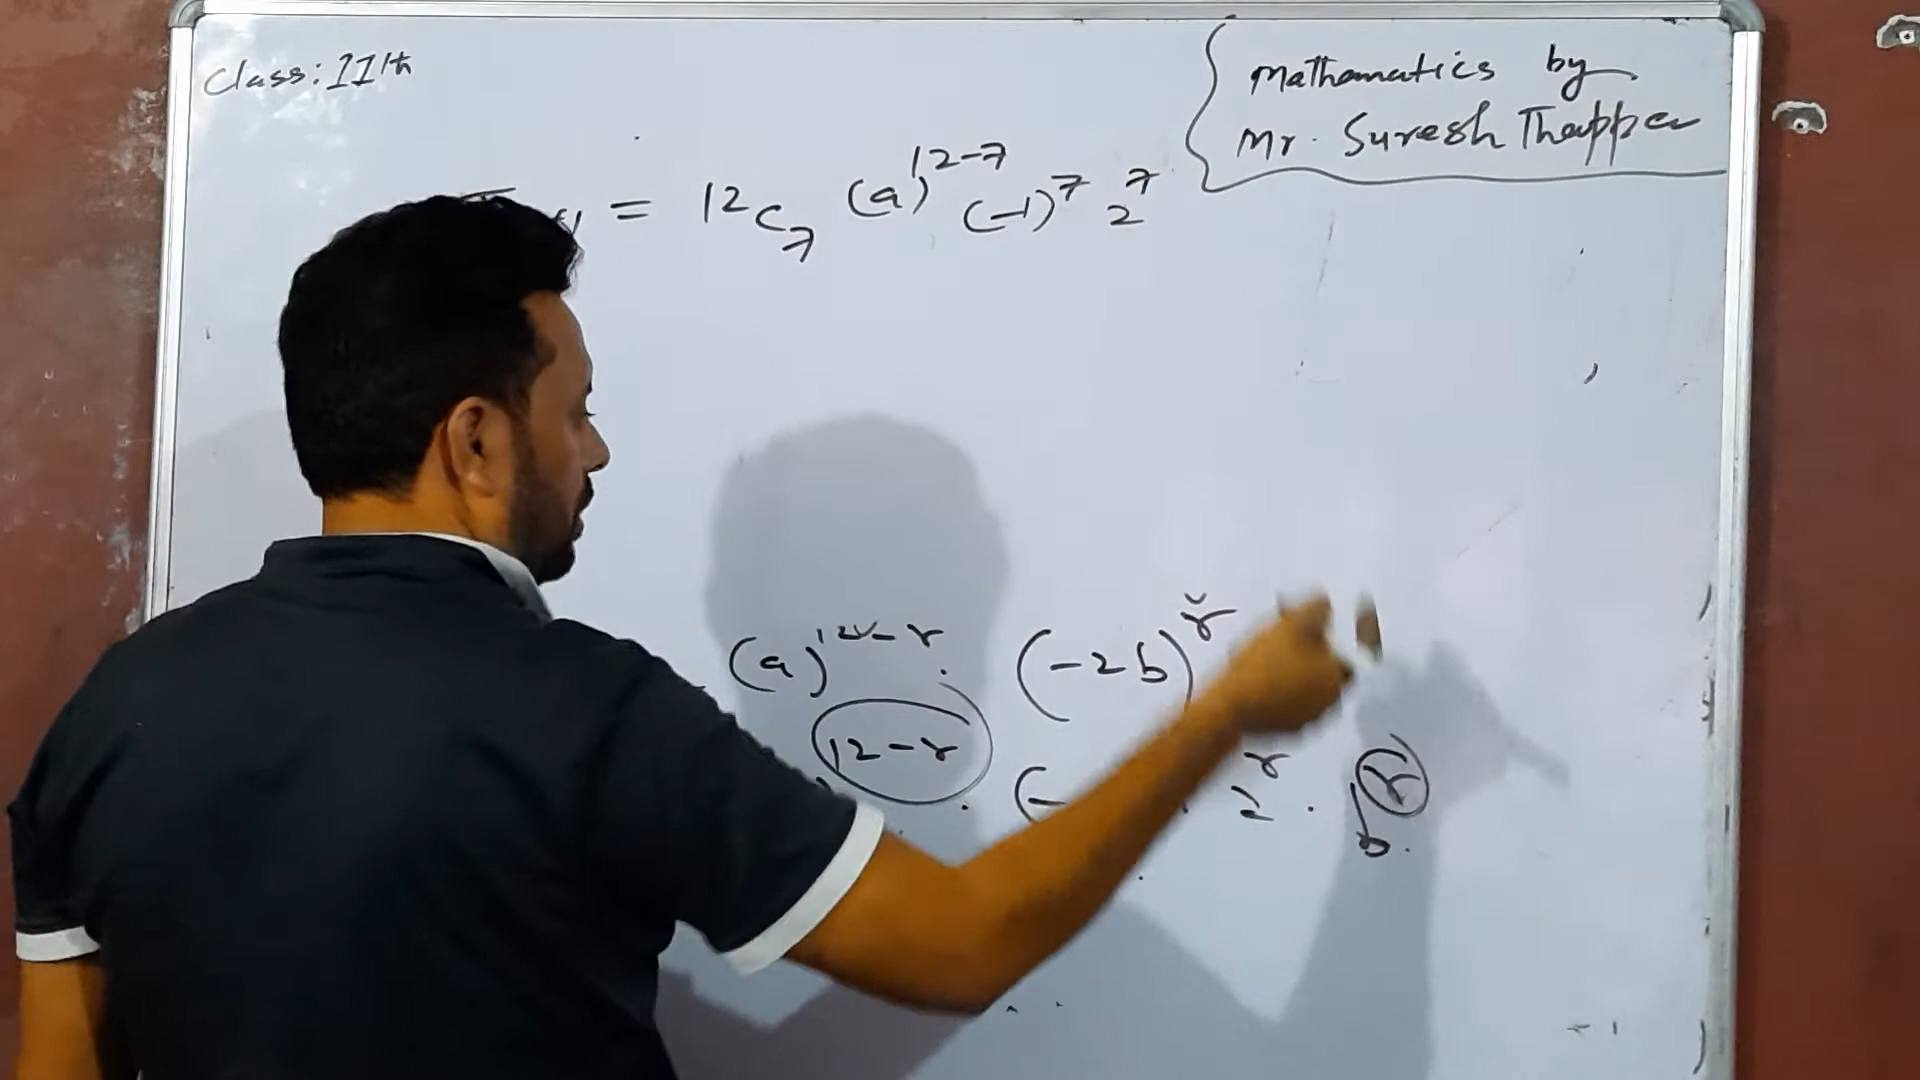 Class: 11th
Mathematics by
Mr. Suresh Thapper
= 12C₇ (a)¹²⁻⁷ (-1)⁷ 2⁷
(a)¹²⁻ʳ . (-2b)ʳ
12-r . (- . 2ʳ . bʳ .